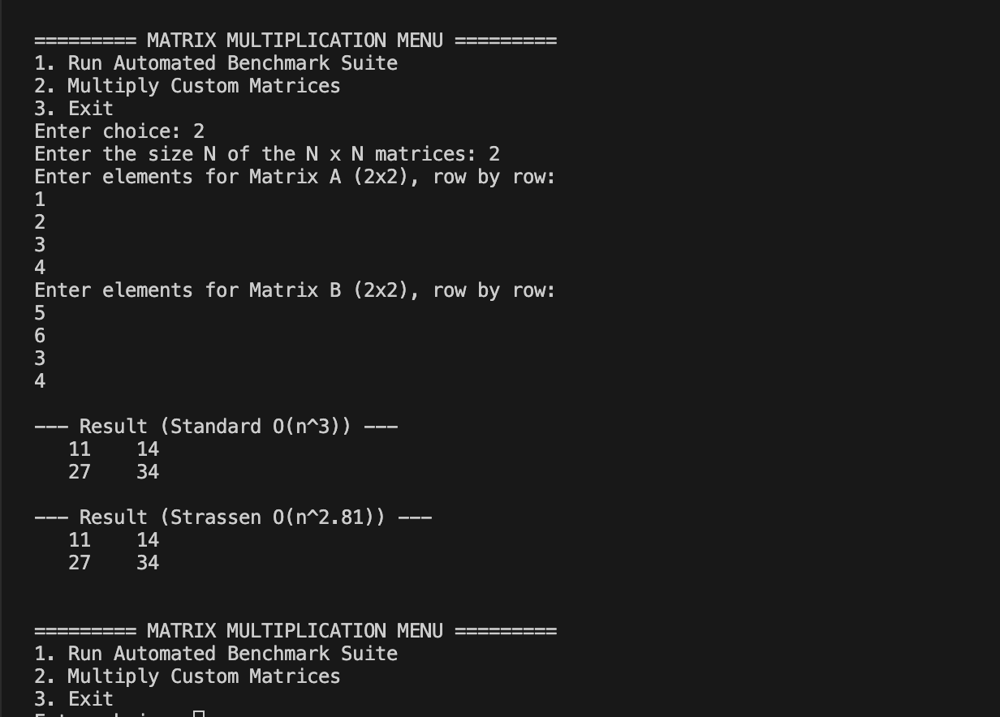 ========= MATRIX MULTIPLICATION MENU =========
1. Run Automated Benchmark Suite
2. Multiply Custom Matrices
3. Exit
Enter choice: 2
Enter the size N of the N x N matrices: 2
Enter elements for Matrix A (2x2), row by row:
1
2
3
4
Enter elements for Matrix B (2x2), row by row:
5
6
3
4
--- Result (Standard O(n^3)) ---
11 14
27 34
--- Result (Strassen O(n^2.81)) ---
11 14
27 34
========= MATRIX MULTIPLICATION MENU =========
1. Run Automated Benchmark Suite
2. Multiply Custom Matrices
3. Exit